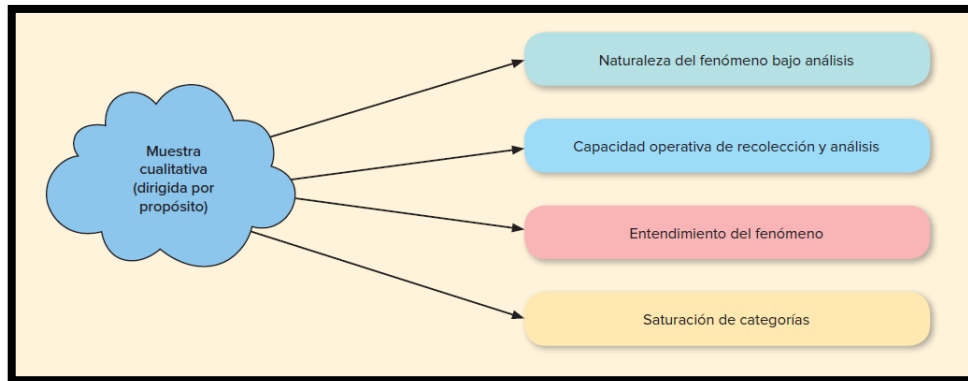 Naturaleza del fenómeno bajo análisis
Muestra
cualitativa
(dirigida por
propósito)
Capacidad operativa de recolección y análisis
Entendimiento del fenómeno
Saturación de categorías